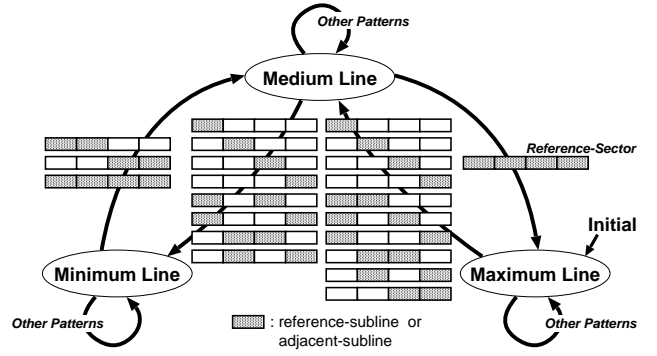 Other Patterns
Medium Line
Reference-Sector
Initial
Minimum Line
Maximum Line
Other Patterns
Other Patterns
: reference-subline or
adjacent-subline